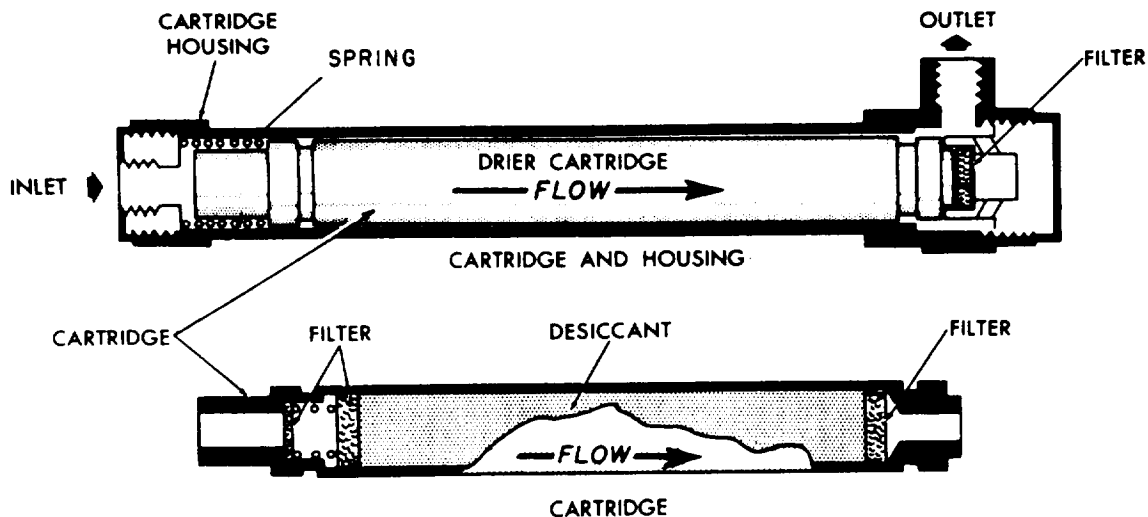 CARTRIDGE
HOUSING
SPRING
OUTLET
FILTER
INLET
DRIER CARTRIDGE
FLOW
CARTRIDGE AND HOUSING
CARTRIDGE
FILTER
DESICCANT
FILTER
FLOW
CARTRIDGE